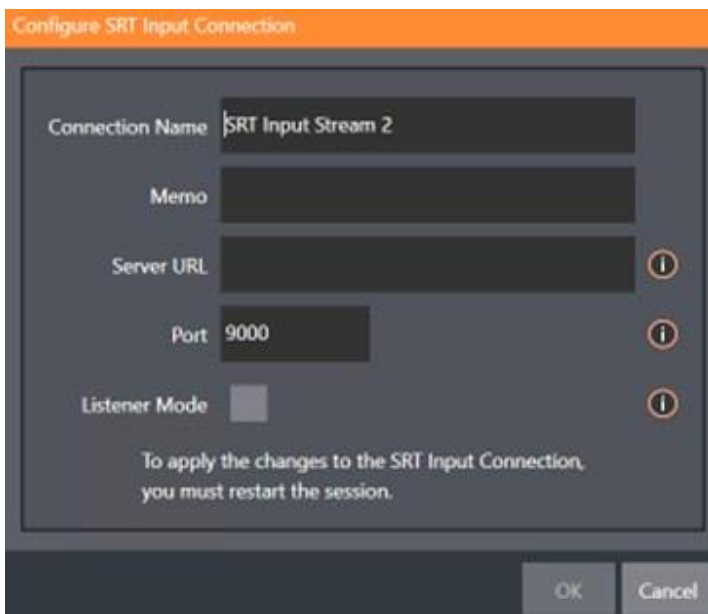 Configure SRT Input Connection
Connection Name SRT Input Stream 2
Memo
Server URL
Port 9000
Listener Mode
To apply the changes to the SRT Input Connection,
you must restart the session.
OK Cancel